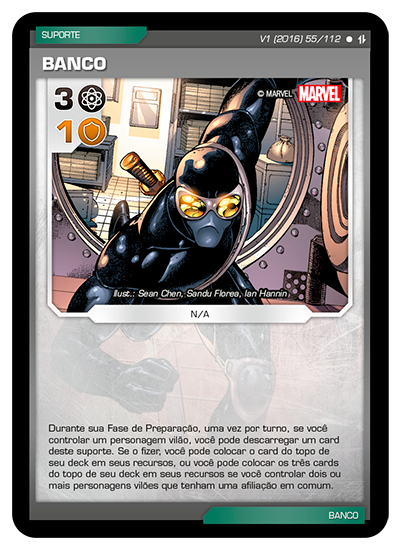 SUPORTE
V1 (2016) 55/112
BANCO
3
1
© MARVEL MARVEL
Illust.: Sean Chen, Sandu Florea, Ian Hannin
N/A
Durante sua Fase de Preparação, uma vez por turno, se você
controlar um personagem vilão, você pode descarregar um card
deste suporte. Se o fizer, você pode colocar o card do topo de
seu deck em seus recursos, ou você pode colocar os três cards
do topo de seu deck em seus recursos se você controlar dois ou
mais personagens vilões que tenham uma afiliação em comum.
BANCO